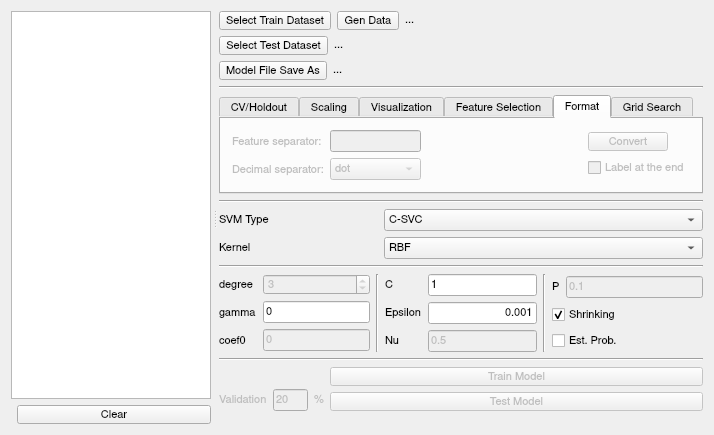 Select Train Dataset Gen Data ...
Select Test Dataset ...
Model File Save As ...
CV/Holdout Scaling Visualization Feature Selection Format Grid Search
Feature separator: Convert
Decimal separator: dot Label at the end
SVM Type C-SVC
Kernel RBF
degree 3 C 1 P 0.1
gamma 0 Epsilon 0.001 Shrinking
coef0 0 Nu 0.5 Est. Prob.
Train Model
Validation 20 % Test Model
Clear